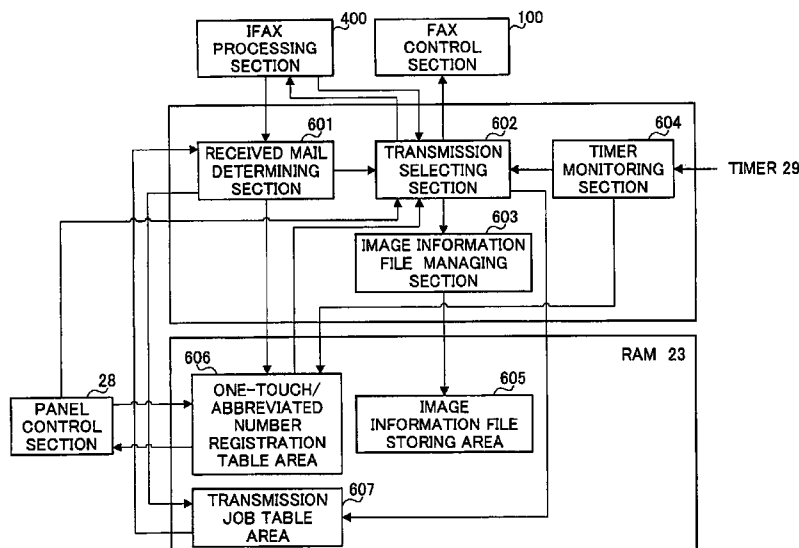 400
IFAX
PROCESSING
SECTION
100
FAX
CONTROL
SECTION
601
RECEIVED MAIL
DETERMINING
SECTION
602
TRANSMISSION
SELECTING
SECTION
604
TIMER
MONITORING
SECTION
TIMER 29
603
IMAGE INFORMATION
FILE MANAGING
SECTION
RAM 23
606
ONE-TOUCH/
ABBREVIATED
NUMBER
REGISTRATION
TABLE AREA
605
IMAGE
INFORMATION FILE
STORING AREA
28
PANEL
CONTROL
SECTION
607
TRANSMISSION
JOB TABLE
AREA